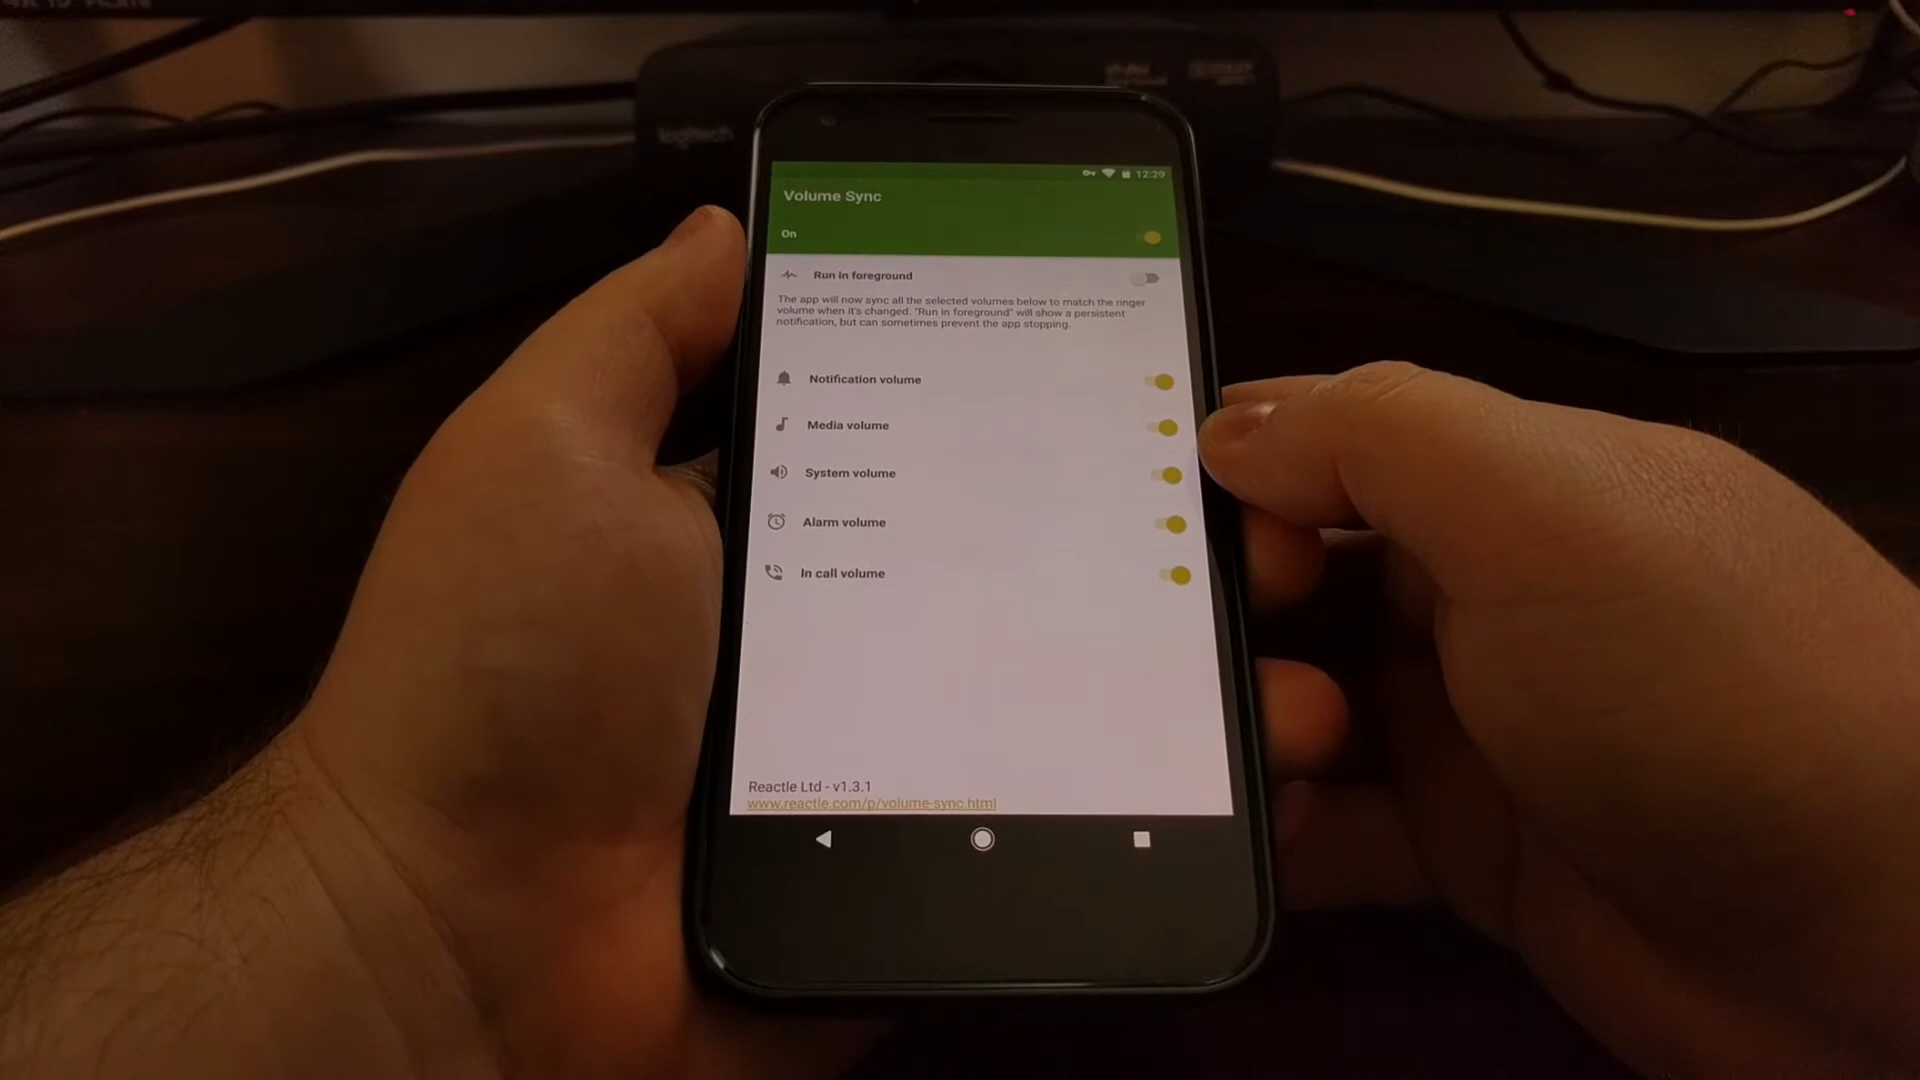 logitech
12:29
Volume Sync
On
Run in foreground
The app will now sync all the selected volumes below to match the ringer
volume when it's changed. "Run in foreground" will show a persistent
notification, but can sometimes prevent the app stopping.
Notification volume
Media volume
System volume
Alarm volume
In call volume
Reactle Ltd - v1.3.1
www.reactle.com/p/volume-sync.html